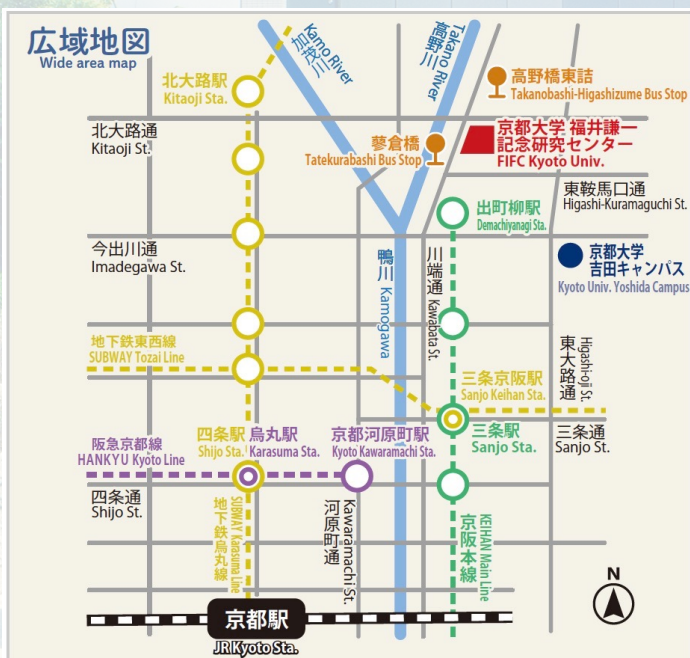 広域地図
Wide area map
加茂川
Kamo River
高野川
Takano River
高野橋東詰
Takanobashi-Higashizume Bus Stop
北大路駅
Kitaoji Sta.
北大路通
Kitaoji St.
蓼倉橋
Tatekurabashi Bus Stop
京都大学 福井謙一
記念研究センター
FIFC Kyoto Univ.
東鞍馬口通
Higashi-Kuramaguchi St.
出町柳駅
Demachiyanagi Sta.
今出川通
Imadegawa St.
鴨川 Kamogawa
川端通 Kawabata St.
京都大学
吉田キャンパス
Kyoto Univ. Yoshida Campus
地下鉄東西線
SUBWAY Tozai Line
東大路通
Higashi-oji St.
三条京阪駅
Sanjo Keihan Sta.
三条駅
Sanjo Sta.
三条通
Sanjo St.
阪急京都線
HANKYU Kyoto Line
四条駅
Shijo Sta.
烏丸駅
Karasuma Sta.
京都河原町駅
Kyoto Kawaramachi Sta.
四条通
Shijo St.
地下鉄烏丸線
SUBWAY Karasuma Line
河原町通
Kawaramachi St.
京阪本線
KEIHAN Main Line
京都駅
JR Kyoto Sta.
N